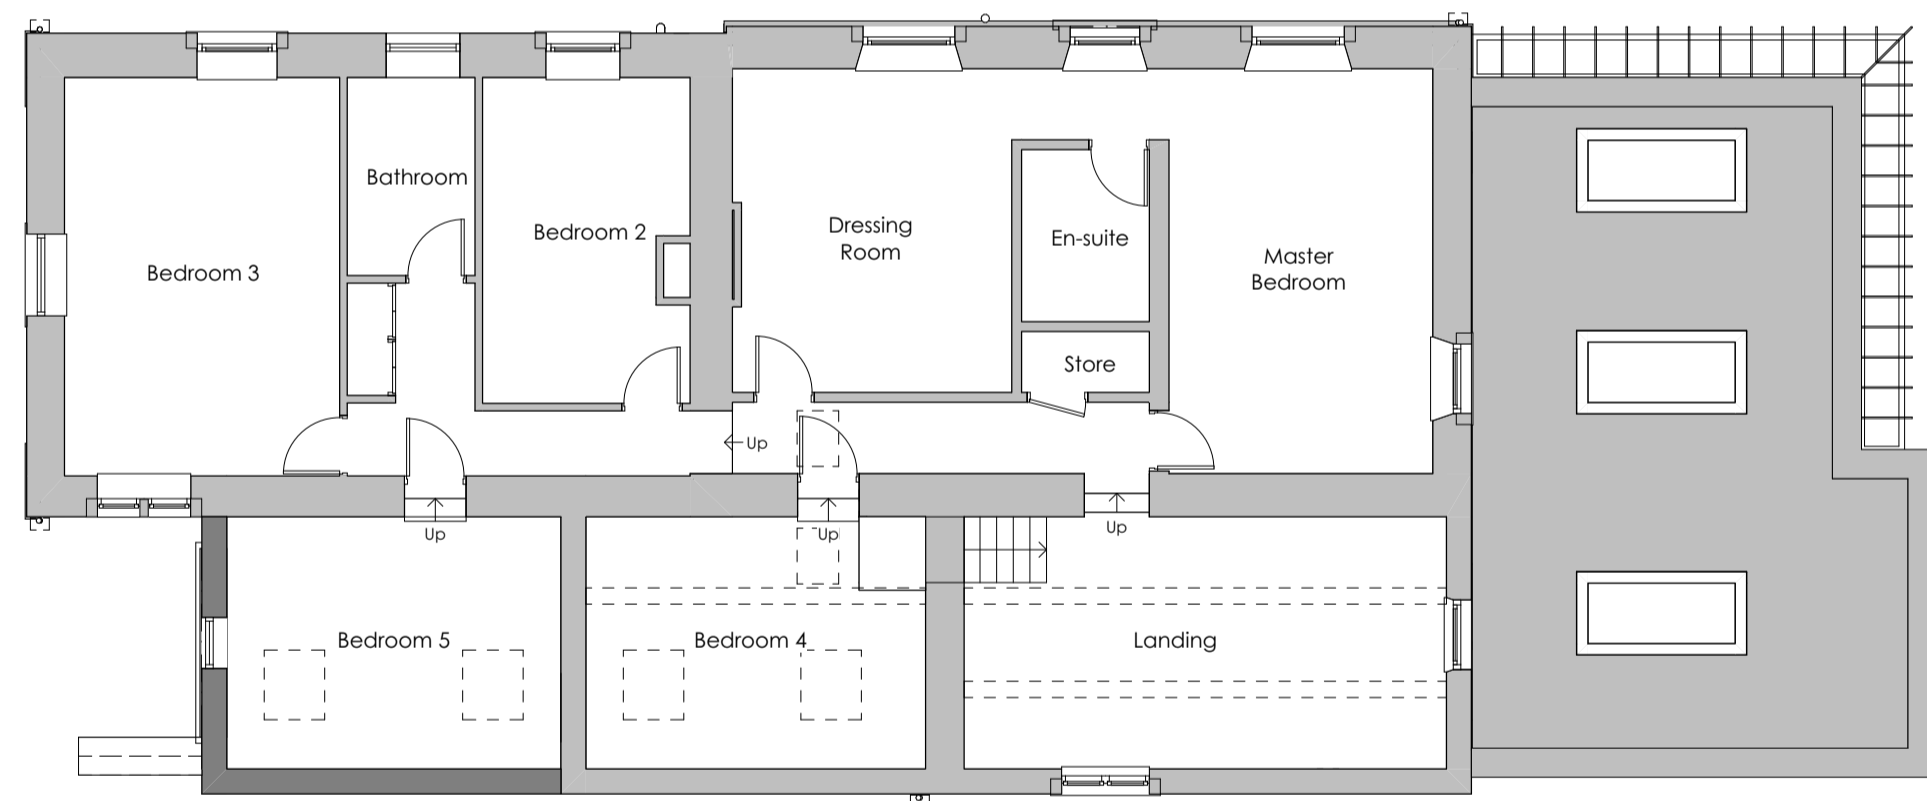 Bathroom
Bedroom 2
Bedroom 3
Dressing
Room
En-suite
Master
Bedroom
Store
Up
Up
Up
Up
Bedroom 5
Bedroom 4
Landing